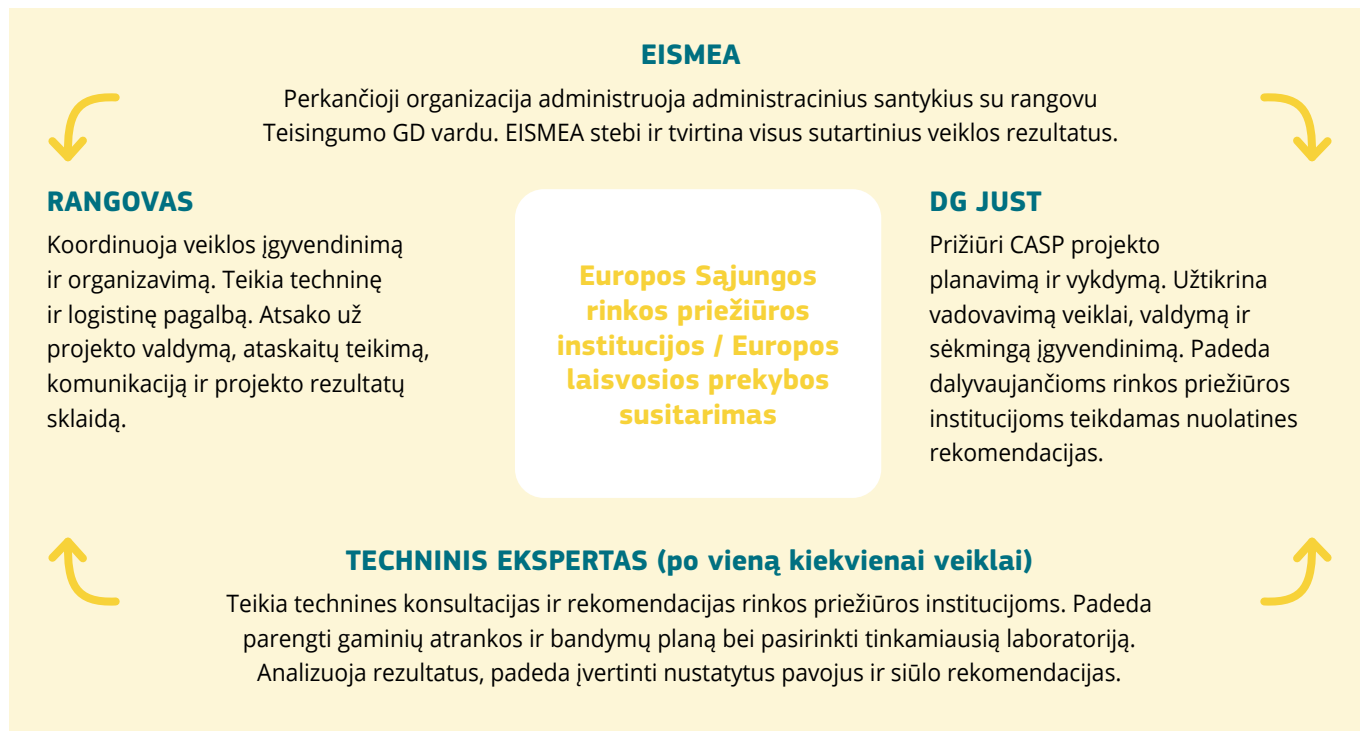 EISMEA
Perkančioji organizacija administruoja administracinius santykius su rangovu
Teisingumo GD vardu. EISMEA stebi ir tvirtina visus sutartinius veiklos rezultatus.
RANGOVAS
Koordinuoja veiklos įgyvendinimą
ir organizavimą. Teikia techninę
ir logistinę pagalbą. Atsako už
projekto valdymą, ataskaitų teikimą,
komunikaciją ir projekto rezultatų
sklaidą.
Europos Sąjungos
rinkos priežiūros
institucijos / Europos
laisvosios prekybos
susitarimas
DG JUST
Prižiūri CASP projekto
planavimą ir vykdymą. Užtikrina
vadovavimą veiklai, valdymą ir
sėkmingą įgyvendinimą. Padeda
dalyvaujančioms rinkos priežiūros
institucijoms teikdamas nuolatines
rekomendacijas.
TECHNINIS EKSPERTAS (po vieną kiekvienai veiklai)
Teikia technines konsultacijas ir rekomendacijas rinkos priežiūros institucijoms. Padeda
parengti gaminių atrankos ir bandymų planą bei pasirinkti tinkamiausią laboratoriją.
Analizuoja rezultatus, padeda įvertinti nustatytus pavojus ir siūlo rekomendacijas.